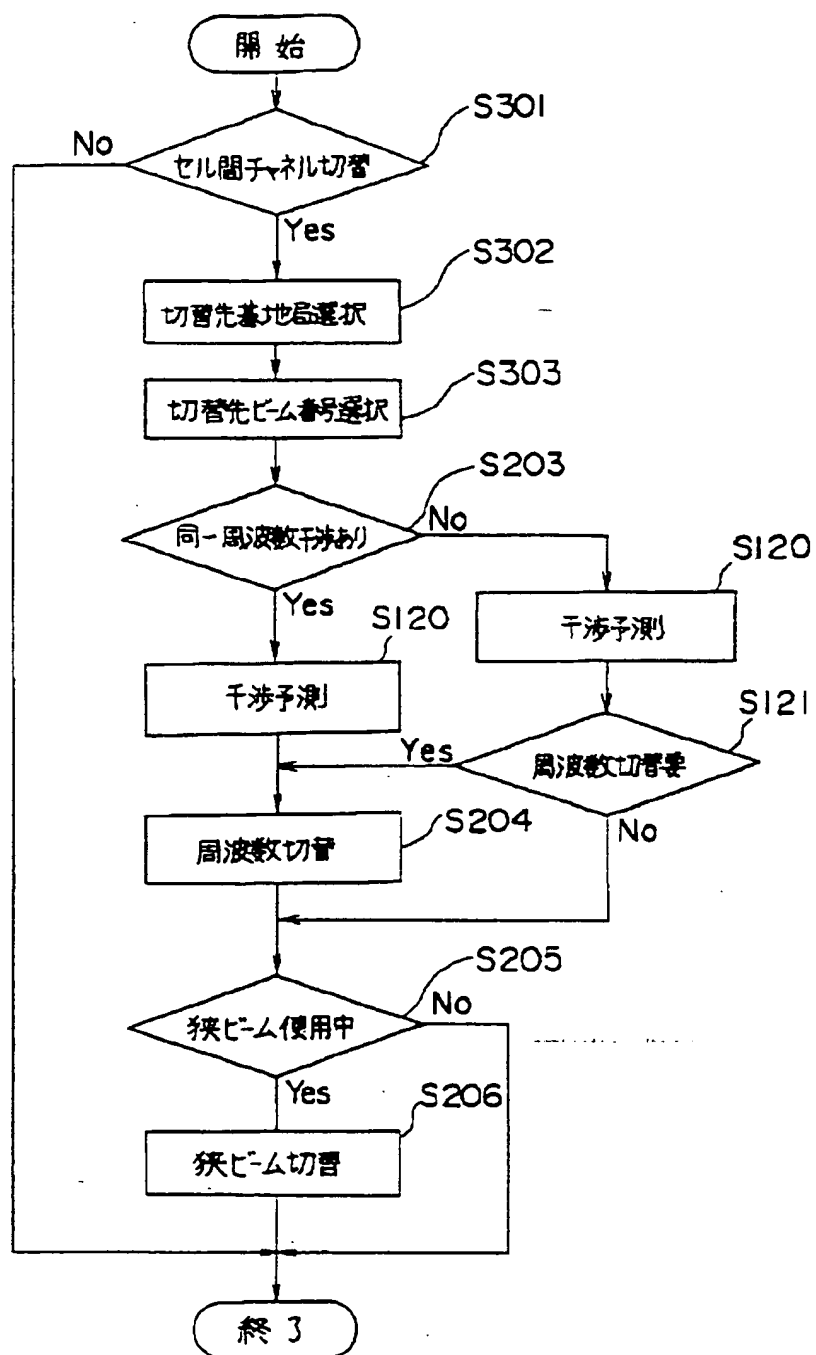 開始
S301
No
セル間チャネル切替
Yes
S302
切替先基地局選択
S303
切替先ビーム番号選択
S203
同一周波数干渉あり
No
Yes
S120
干渉予測
S120
干渉予測
S121
周波数切替要
Yes
No
S204
周波数切替
S205
狭ビーム使用中
No
Yes
S206
狭ビーム切替
終了